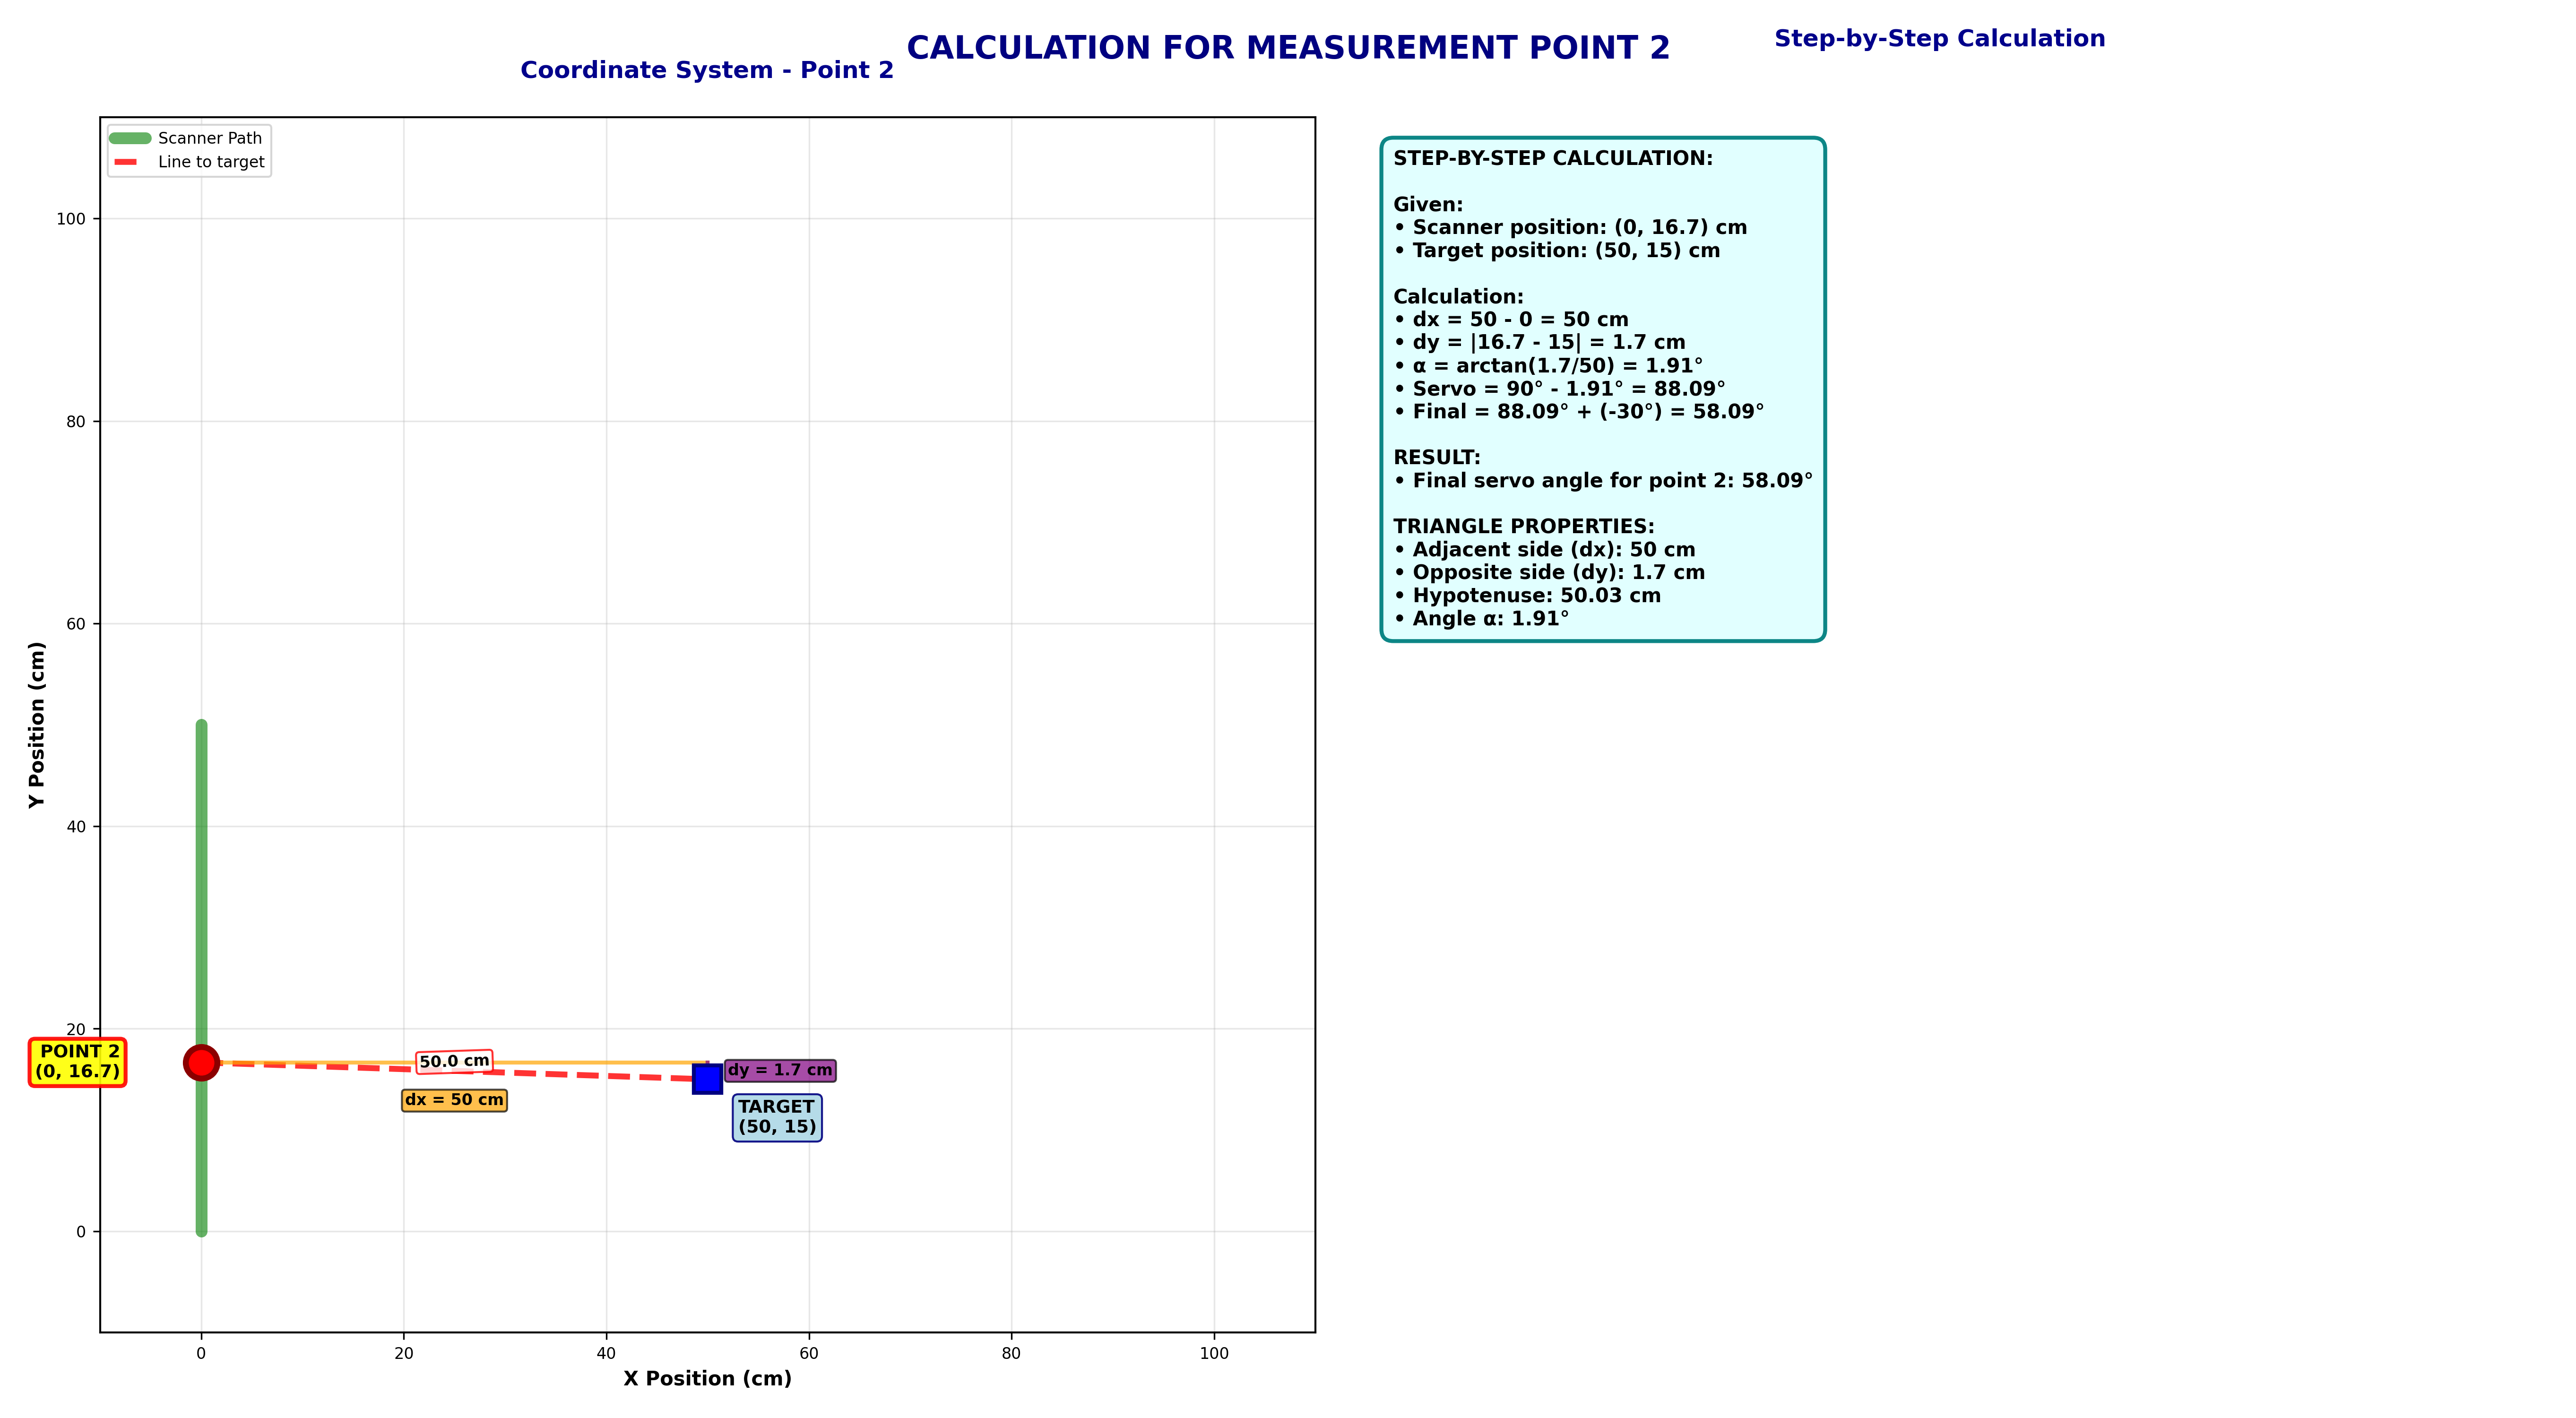 CALCULATION FOR MEASUREMENT POINT 2
Coordinate System - Point 2
Step-by-Step Calculation
Scanner Path
Line to target
100
80
60
40
20
0
Y Position (cm)
POINT 2
(0, 16.7)
50.0 cm
dx = 50 cm
dy = 1.7 cm
TARGET
(50, 15)
0
20
40
60
80
100
X Position (cm)
STEP-BY-STEP CALCULATION:
Given:
• Scanner position: (0, 16.7) cm
• Target position: (50, 15) cm
Calculation:
• dx = 50 - 0 = 50 cm
• dy = |16.7 - 15| = 1.7 cm
• α = arctan(1.7/50) = 1.91°
• Servo = 90° - 1.91° = 88.09°
• Final = 88.09° + (-30°) = 58.09°
RESULT:
• Final servo angle for point 2: 58.09°
TRIANGLE PROPERTIES:
• Adjacent side (dx): 50 cm
• Opposite side (dy): 1.7 cm
• Hypotenuse: 50.03 cm
• Angle α: 1.91°